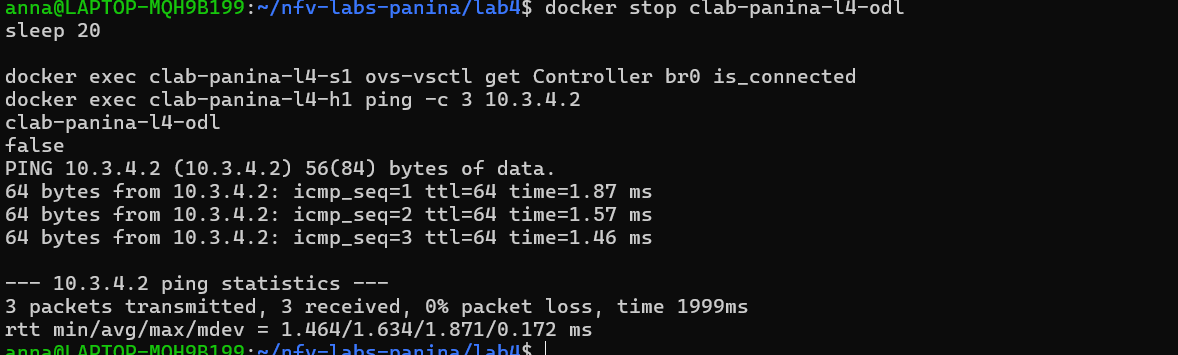 anna@LAPTOP-MQH9B199:~/nfv-labs-panina/lab4$ docker stop clab-panina-l4-odl
sleep 20
docker exec clab-panina-l4-s1 ovs-vsctl get Controller br0 is_connected
docker exec clab-panina-l4-h1 ping -c 3 10.3.4.2
clab-panina-l4-odl
false
PING 10.3.4.2 (10.3.4.2) 56(84) bytes of data.
64 bytes from 10.3.4.2: icmp_seq=1 ttl=64 time=1.87 ms
64 bytes from 10.3.4.2: icmp_seq=2 ttl=64 time=1.57 ms
64 bytes from 10.3.4.2: icmp_seq=3 ttl=64 time=1.46 ms
--- 10.3.4.2 ping statistics ---
3 packets transmitted, 3 received, 0% packet loss, time 1999ms
rtt min/avg/max/mdev = 1.464/1.634/1.871/0.172 ms
anna@LAPTOP-MQH9B199:~/nfv-labs-panina/lab4$